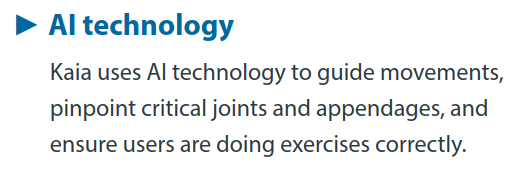 ▶ AI technology
Kaia uses AI technology to guide movements,
pinpoint critical joints and appendages, and
ensure users are doing exercises correctly.